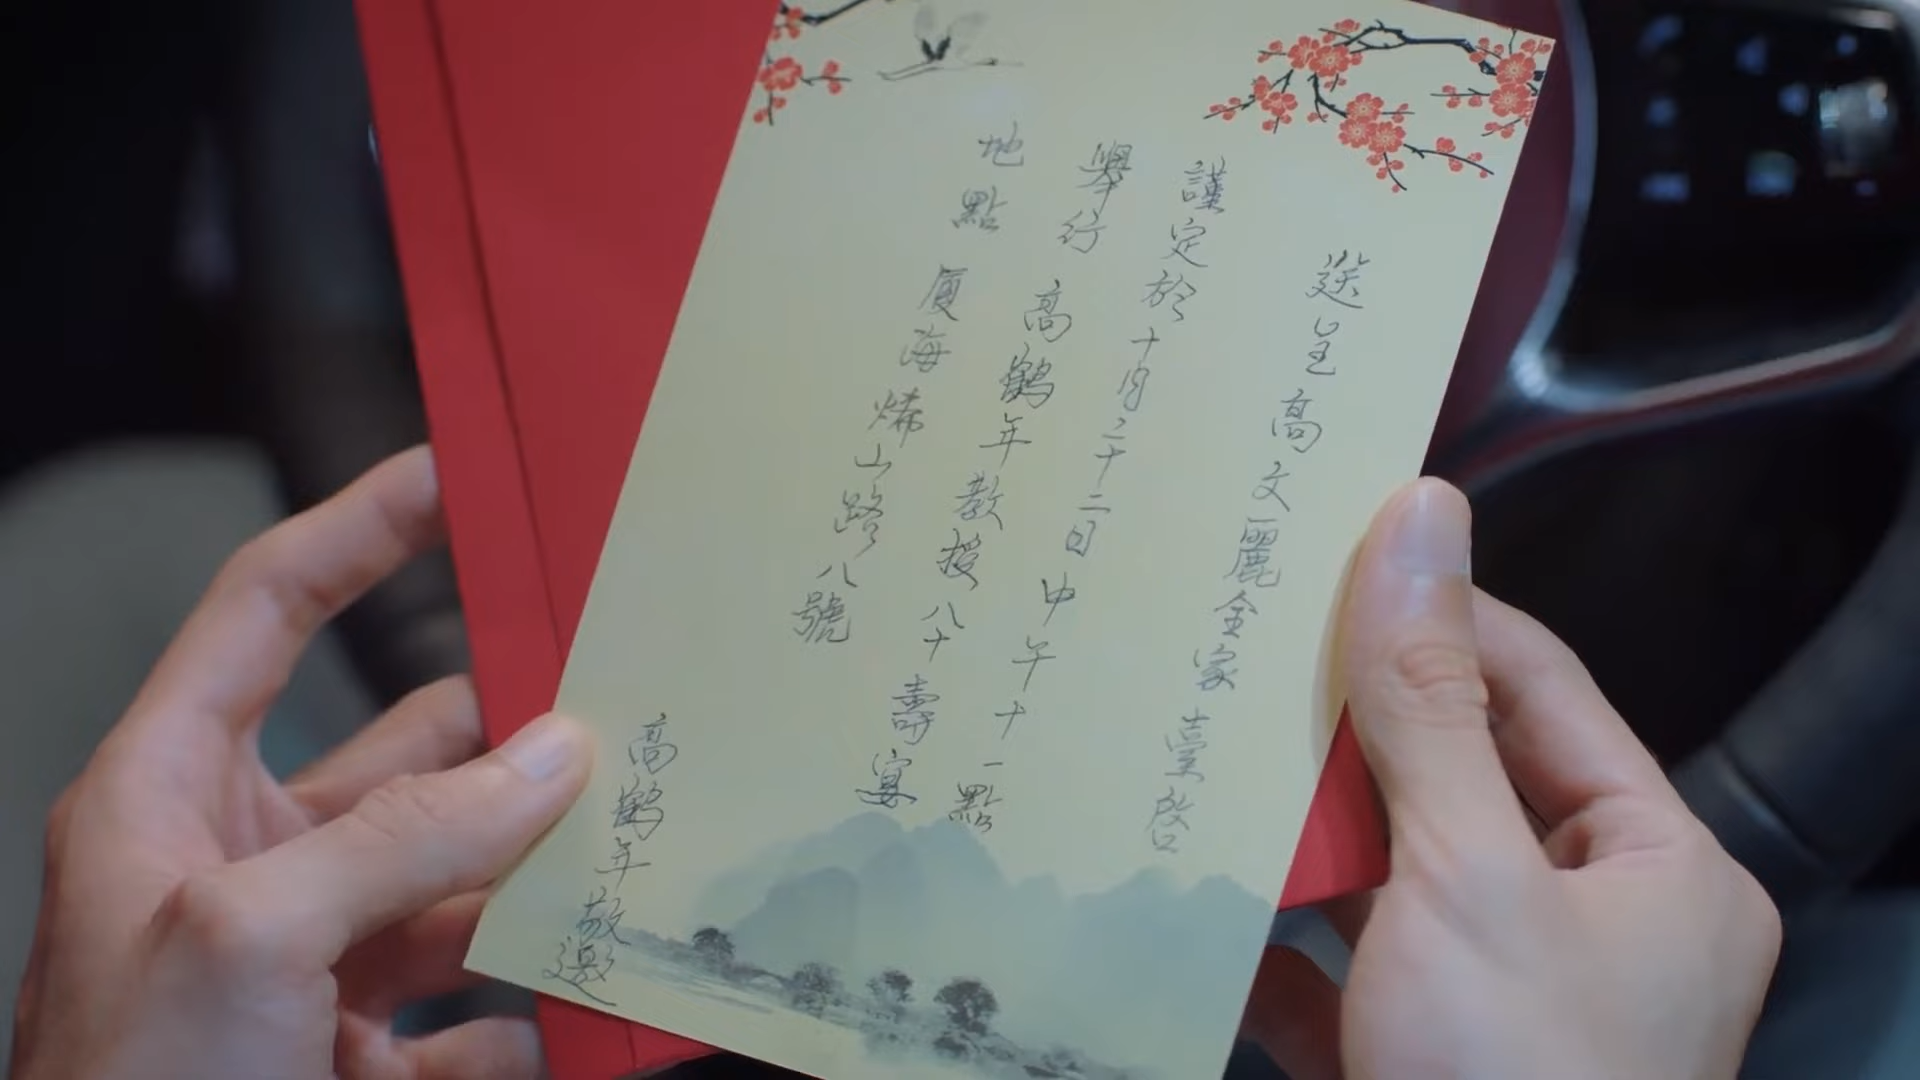 送呈 高文麗全家 臺啓
謹定於十月二十二日中午十一點
舉行 高鶴年教授八十壽宴
地點 廈海烯山路八號
高鶴年敬邀